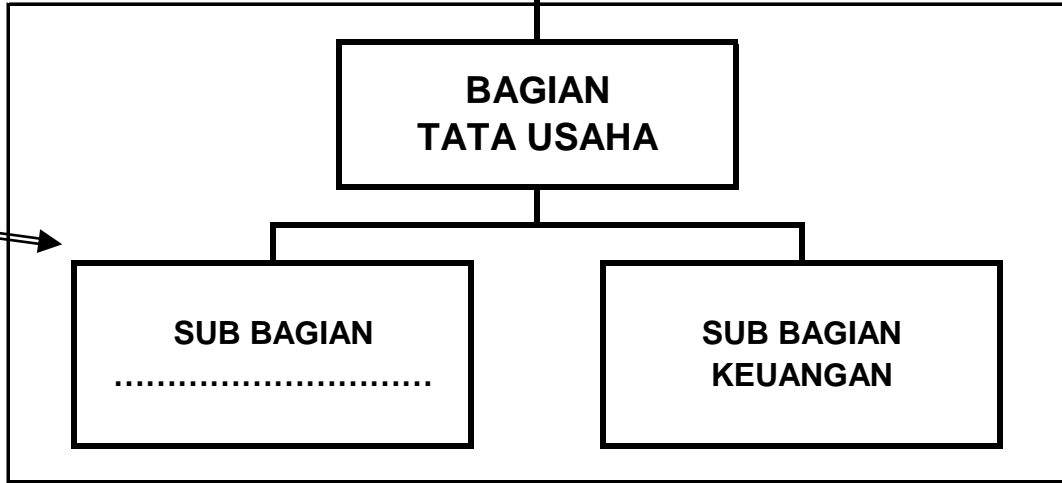 BAGIAN
TATA USAHA
SUB BAGIAN
..............................
SUB BAGIAN
KEUANGAN